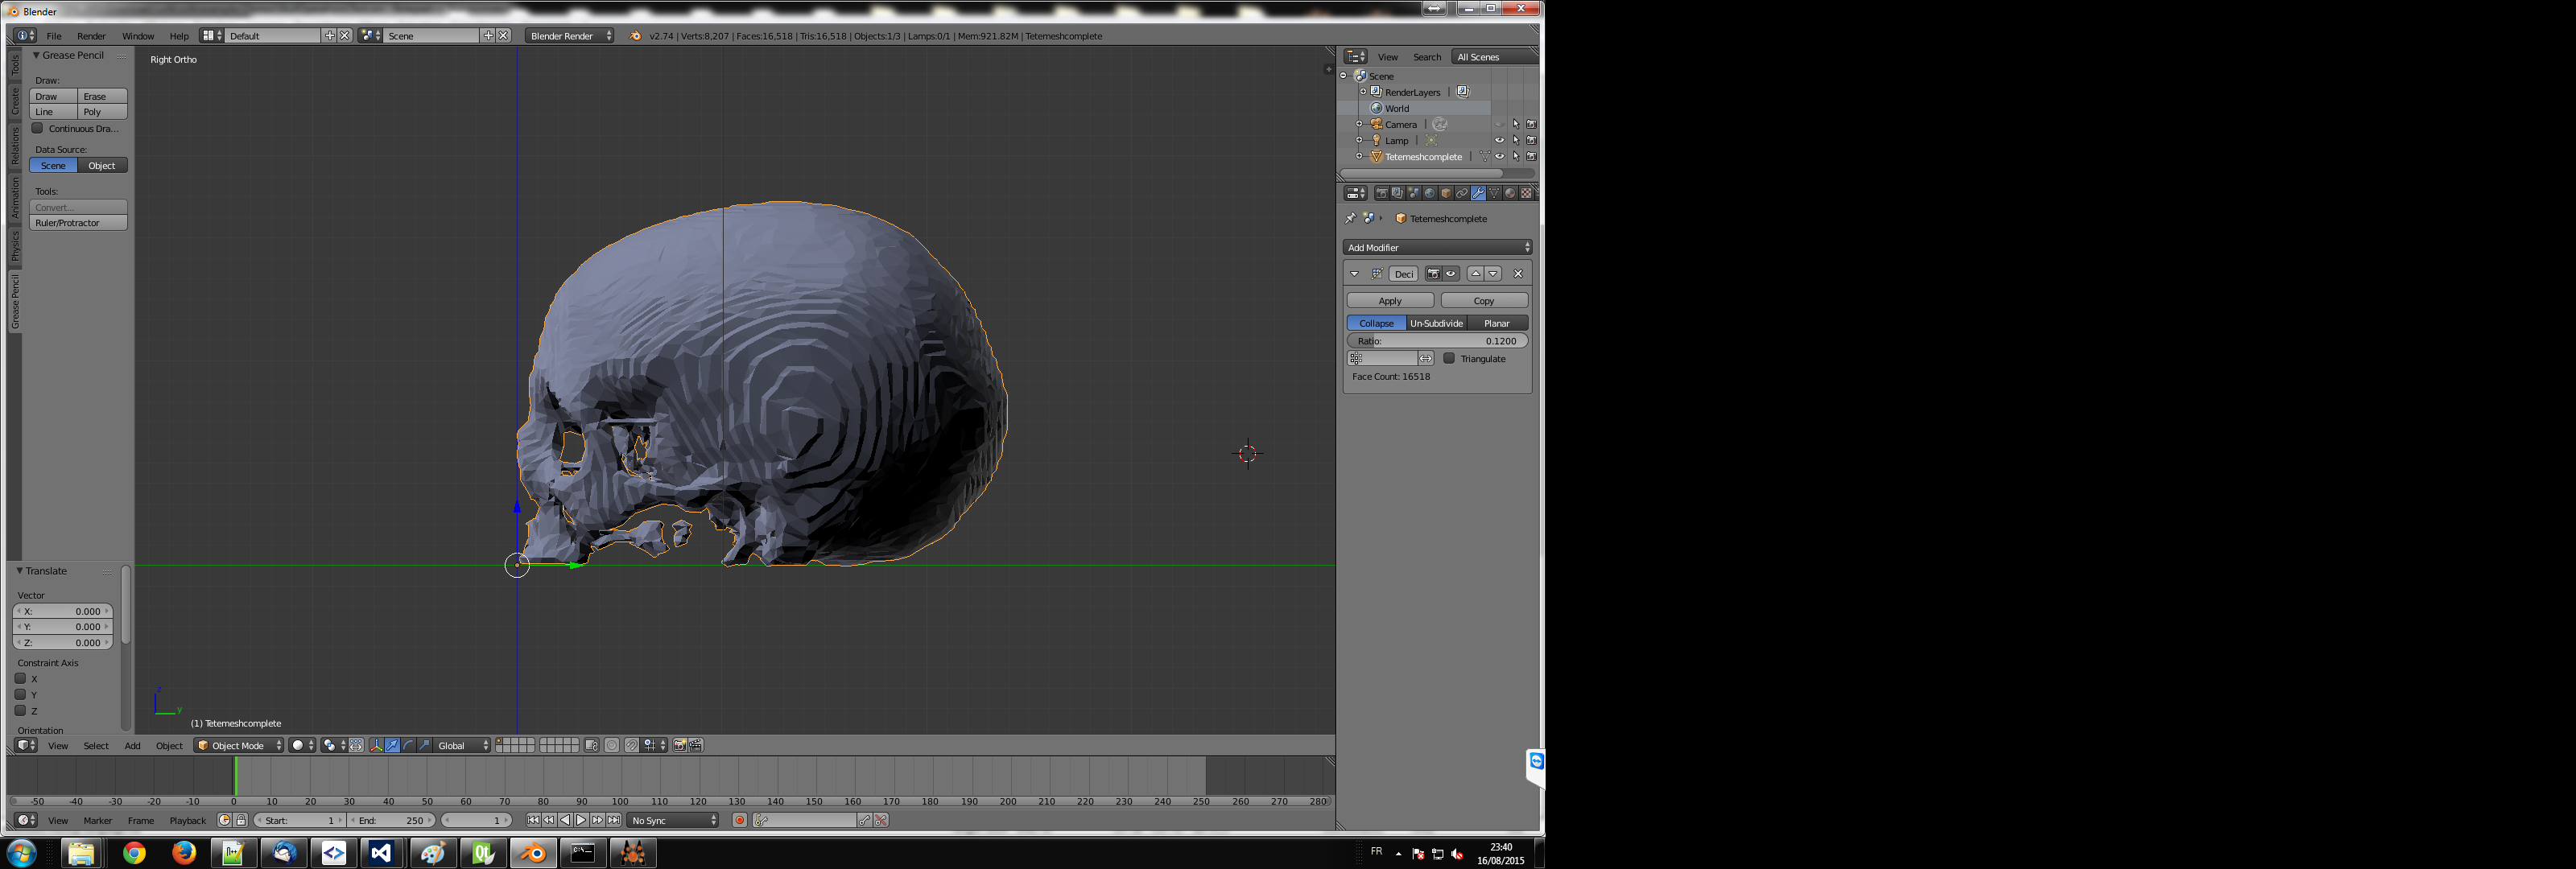 Blender
File Render Window Help Default Scene Blender Render v2.74 | Verts:8,207 | Faces:16,518 | Tris:16,518 | Objects:1/3 | Lamps:0/1 | Mem:921.82M | Tetemeshcomplete
View Search All Scenes
Tools
Create
Relations
Animation
Physics
Grease Pencil
Grease Pencil
Draw:
Draw Erase
Line Poly
Continuous Dra...
Data Source:
Scene Object
Tools:
Convert...
Ruler/Protractor
Translate
Vector
X: 0.000
Y: 0.000
Z: 0.000
Constraint Axis
X
Y
Z
Orientation
Right Ortho
z
y
(1) Tetemeshcomplete
Scene
RenderLayers |
World
Camera |
Lamp |
Tetemeshcomplete |
Tetemeshcomplete
Add Modifier
Deci
Apply Copy
Collapse Un-Subdivide Planar
Ratio: 0.1200
Triangulate
Face Count: 16518
View Select Add Object Object Mode Global
-50 -40 -30 -20 -10 0 10 20 30 40 50 60 70 80 90 100 110 120 130 140 150 160 170 180 190 200 210 220 230 240 250 260 270 280
View Marker Frame Playback Start: 1 End: 250 1 No Sync
FR 23:40
16/08/2015